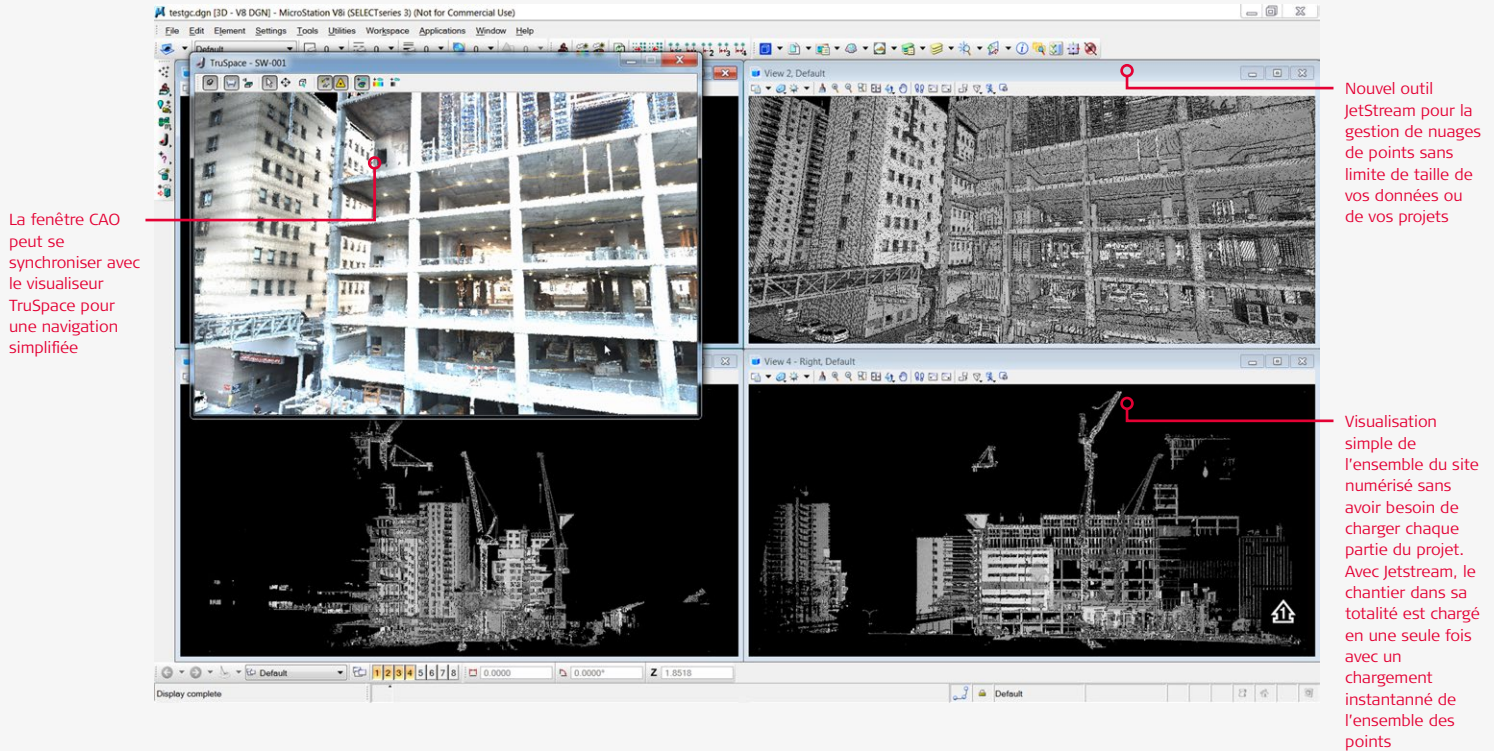 testgc.dgn [3D - V8 DGN] - MicroStation V8i (SELECTseries 3) (Not for Commercial Use)
File Edit Element Settings Tools Utilities Workspace Applications Window Help
Default
TruSpace - SW-001
View 2, Default
View 4 - Right, Default
La fenêtre CAO
peut se
synchroniser avec
le visualiseur
TruSpace pour
une navigation
simplifiée
Nouvel outil
JetStream pour la
gestion de nuages
de points sans
limite de taille de
vos données ou
de vos projets
Visualisation
simple de
l'ensemble du site
numérisé sans
avoir besoin de
charger chaque
partie du projet.
Avec Jetstream, le
chantier dans sa
totalité est chargé
en une seule fois
avec un
chargement
instantanné de
l'ensemble des
points
Default 1 2 3 4 5 6 7 8 0.0000 0.0000° Z 1.8518
Display complete Default